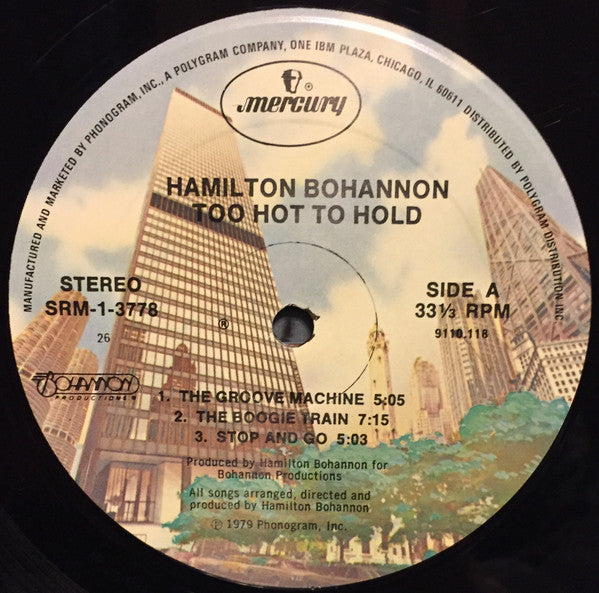 MANUFACTURED AND MARKETED BY PHONOGRAM, INC., A POLYGRAM COMPANY, ONE IBM PLAZA, CHICAGO, IL 60611 DISTRIBUTED BY POLYGRAM DISTRIBUTION INC.
mercury ®
HAMILTON BOHANNON
TOO HOT TO HOLD
STEREO
SRM-1-3778
26
®
SIDE A
33⅓ RPM
9110.118
BOHANNON
PRODUCTIONS ®
1. THE GROOVE MACHINE 5:05
2. THE BOOGIE TRAIN 7:15
3. STOP AND GO 5:03
Produced by Hamilton Bohannon for
Bohannon Productions
All songs arranged, directed and
produced by Hamilton Bohannon
℗ 1979 Phonogram, Inc.